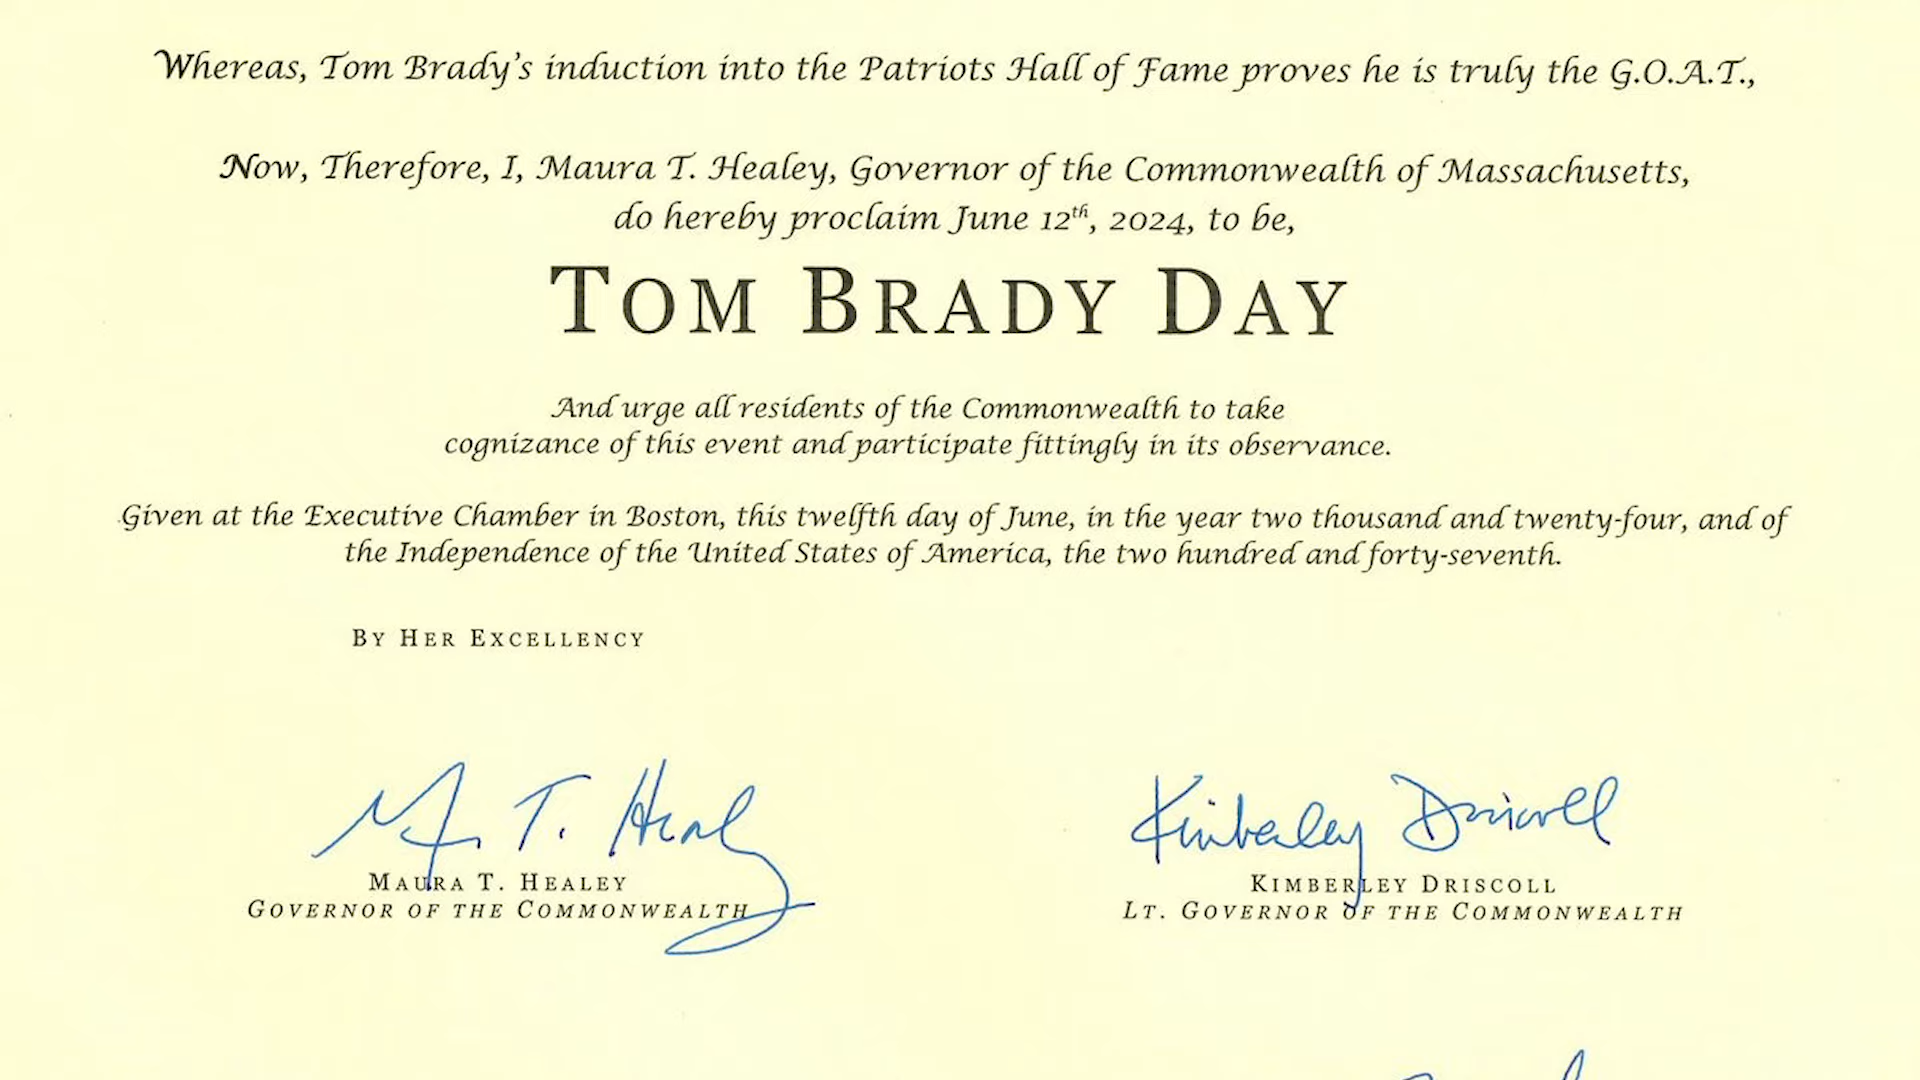 Whereas, Tom Brady's induction into the Patriots Hall of Fame proves he is truly the G.O.A.T.,
Now, Therefore, I, Maura T. Healey, Governor of the Commonwealth of Massachusetts,
do hereby proclaim June 12th, 2024, to be,
TOM BRADY DAY
And urge all residents of the Commonwealth to take
cognizance of this event and participate fittingly in its observance.
Given at the Executive Chamber in Boston, this twelfth day of June, in the year two thousand and twenty-four, and of
the Independence of the United States of America, the two hundred and forty-seventh.
BY HER EXCELLENCY
M T. Healey
Kimberley Driscoll
MAURA T. HEALEY
GOVERNOR OF THE COMMONWEALTH
KIMBERLEY DRISCOLL
LT. GOVERNOR OF THE COMMONWEALTH